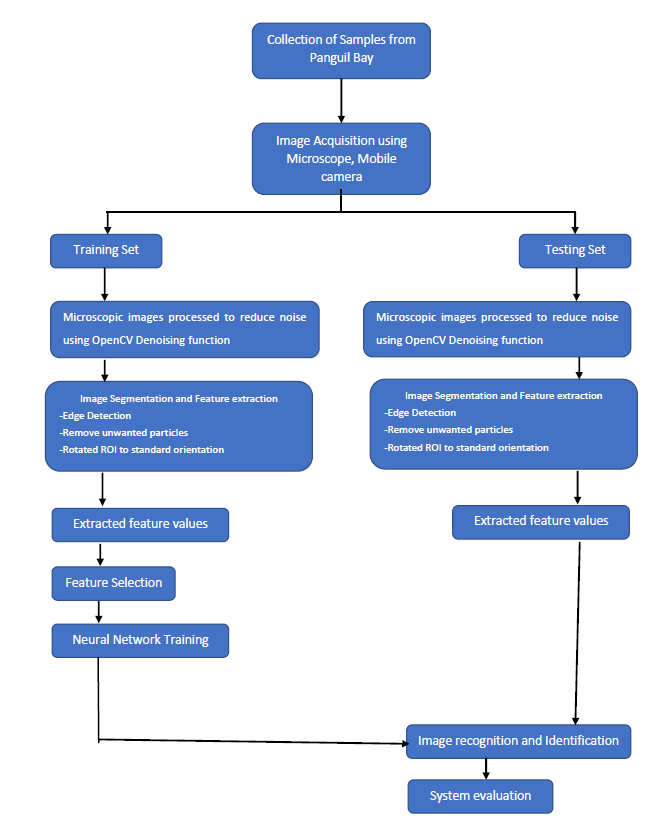 Collection of Samples from
Panguil Bay
Image Acquisition using
Microscope, Mobile
camera
Training Set
Testing Set
Microscopic images processed to reduce noise
using OpenCV Denoising function
Microscopic images processed to reduce noise
using OpenCV Denoising function
Image Segmentation and Feature extraction
-Edge Detection
-Remove unwanted particles
-Rotated ROI to standard orientation
Image Segmentation and Feature extraction
-Edge Detection
-Remove unwanted particles
-Rotated ROI to standard orientation
Extracted feature values
Extracted feature values
Feature Selection
Neural Network Training
Image recognition and Identification
System evaluation